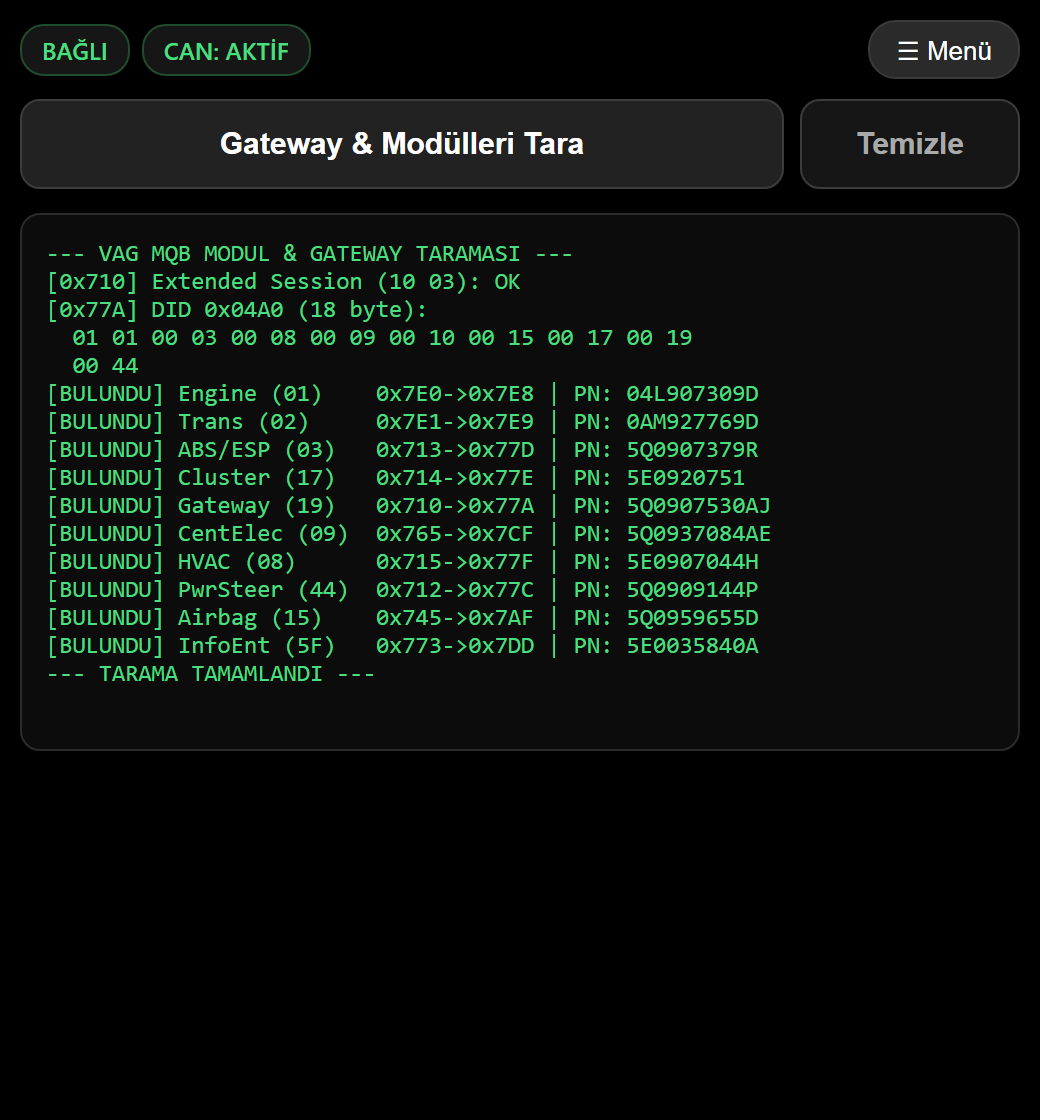 BAĞLI
CAN: AKTİF
☰ Menü
Gateway & Modülleri Tara
Temizle
--- VAG MQB MODUL & GATEWAY TARAMASI ---
[0x710] Extended Session (10 03): OK
[0x77A] DID 0x04A0 (18 byte):
01 01 00 03 00 08 00 09 00 10 00 15 00 17 00 19
00 44
[BULUNDU] Engine (01) 0x7E0->0x7E8 | PN: 04L907309D
[BULUNDU] Trans (02) 0x7E1->0x7E9 | PN: 0AM927769D
[BULUNDU] ABS/ESP (03) 0x713->0x77D | PN: 5Q0907379R
[BULUNDU] Cluster (17) 0x714->0x77E | PN: 5E0920751
[BULUNDU] Gateway (19) 0x710->0x77A | PN: 5Q0907530AJ
[BULUNDU] CentElec (09) 0x765->0x7CF | PN: 5Q0937084AE
[BULUNDU] HVAC (08) 0x715->0x77F | PN: 5E0907044H
[BULUNDU] PwrSteer (44) 0x712->0x77C | PN: 5Q0909144P
[BULUNDU] Airbag (15) 0x745->0x7AF | PN: 5Q0959655D
[BULUNDU] InfoEnt (5F) 0x773->0x7DD | PN: 5E0035840A
--- TARAMA TAMAMLANDI ---